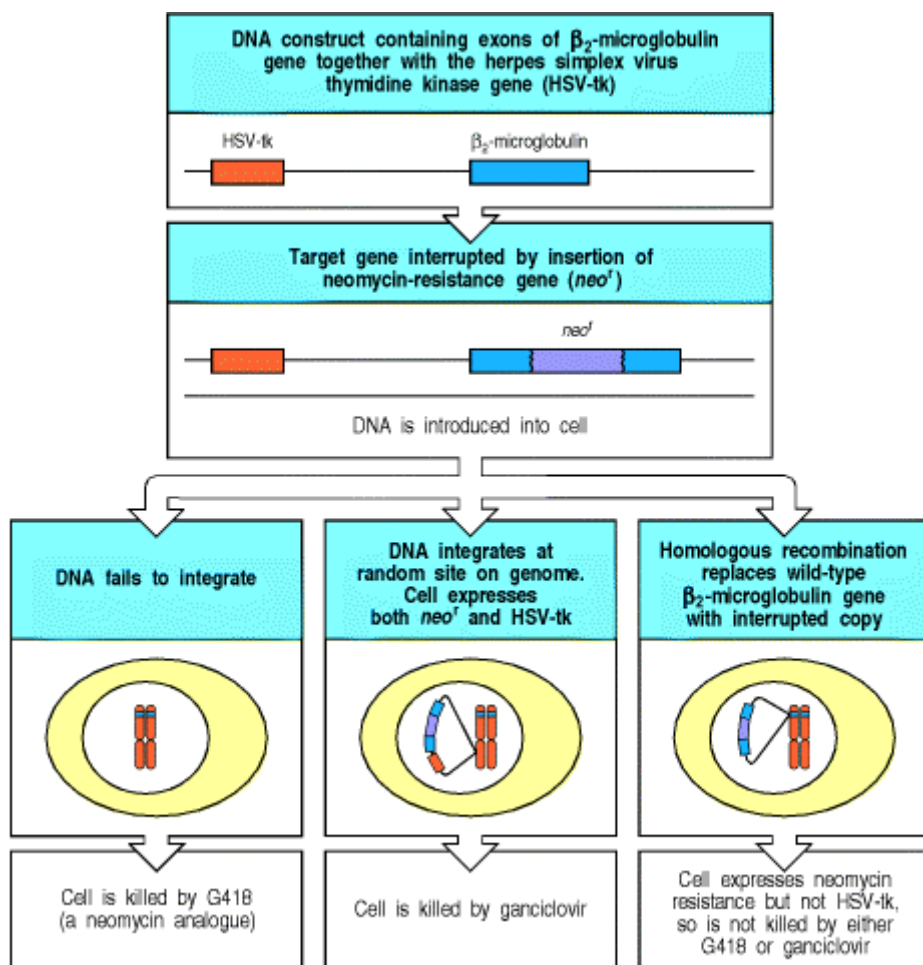 DNA construct containing exons of β₂-microglobulin
gene together with the herpes simplex virus
thymidine kinase gene (HSV-tk)
HSV-tk
β₂-microglobulin
Target gene interrupted by insertion of
neomycin-resistance gene (neoʳ)
neoʳ
DNA is introduced into cell
DNA fails to integrate
Cell is killed by G418
(a neomycin analogue)
DNA integrates at
random site on genome.
Cell expresses
both neoʳ and HSV-tk
Cell is killed by ganciclovir
Homologous recombination
replaces wild-type
β₂-microglobulin gene
with interrupted copy
Cell expresses neomycin
resistance but not HSV-tk,
so is not killed by either
G418 or ganciclovir